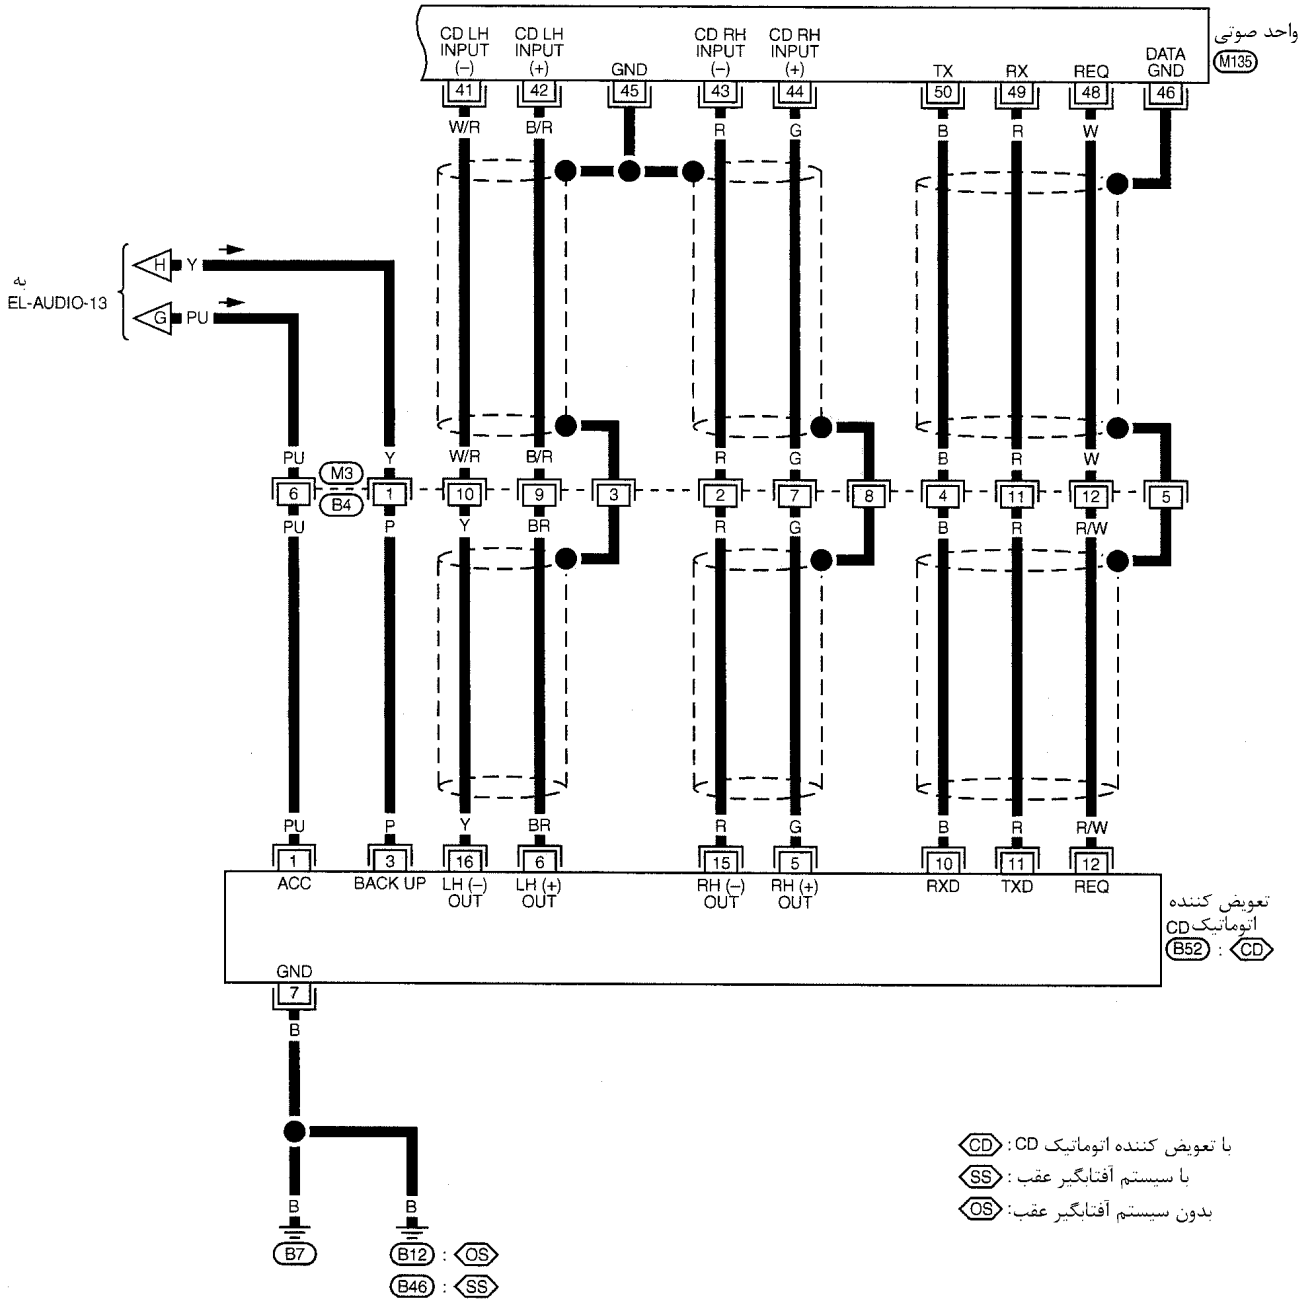 CD LH INPUT (–)
CD LH INPUT (+)
GND
CD RH INPUT (–)
CD RH INPUT (+)
TX
RX
REQ
DATA GND
واحد صوتی
M135
41 42 45 43 44 50 49 48 46
W/R B/R R G B R W
H Y
G PU
به
EL-AUDIO-13
PU Y W/R B/R R G B R W
M3
6 1 10 9 3 2 7 8 4 11 12 5
B4
PU P Y BR R G B R R/W
PU P Y BR R G B R R/W
1 3 16 6 15 5 10 11 12
ACC
BACK UP
LH (–) OUT
LH (+) OUT
RH (–) OUT
RH (+) OUT
RXD
TXD
REQ
تعویض کننده
اتوماتیک CD
B52 : CD
GND
7
B
B B
B7
B12 : OS
B46 : SS
با تعویض کننده اتوماتیک CD : CD
با سیستم آفتابگیر عقب : SS
بدون سیستم آفتابگیر عقب: OS